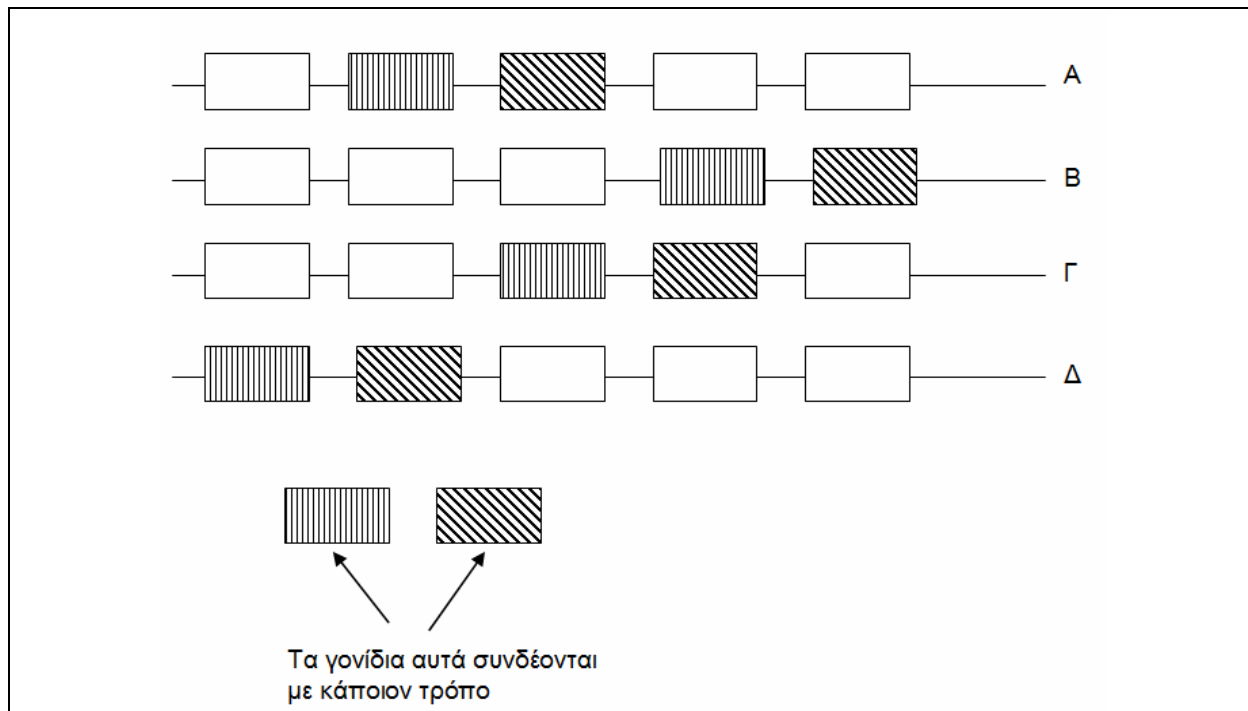 Α
Β
Γ
Δ
Τα γονίδια αυτά συνδέονται
με κάποιον τρόπο